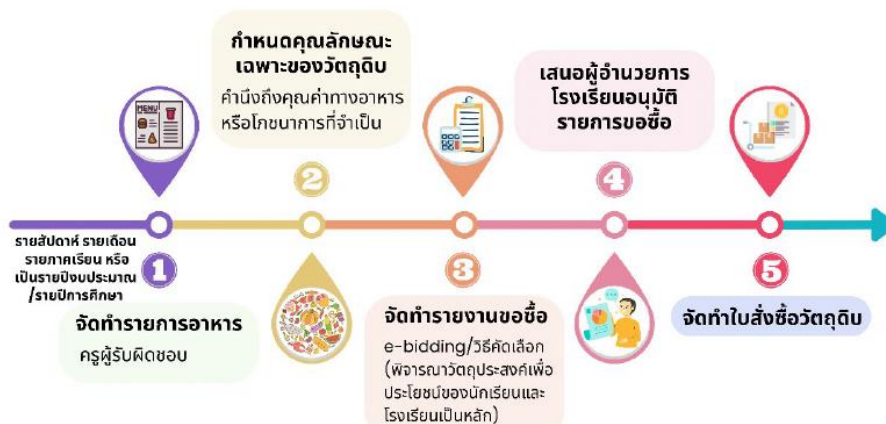 รายสัปดาห์ รายเดือน
รายภาคเรียน หรือ
เป็นรายปีงบประมาณ
/รายปีการศึกษา
MENU
1
จัดทำรายการอาหาร
ครูผู้รับผิดชอบ
กำหนดคุณลักษณะ
เฉพาะของวัตถุดิบ
คำนึงถึงคุณค่าทางอาหาร
หรือโภชนาการที่จำเป็น
2
3
จัดทำรายงานขอซื้อ
e-bidding/วิธีคัดเลือก
(พิจารณาวัตถุประสงค์เพื่อ
ประโยชน์ของนักเรียนและ
โรงเรียนเป็นหลัก)
เสนอผู้อำนวยการ
โรงเรียนอนุมัติ
รายการขอซื้อ
4
5
จัดทำใบสั่งซื้อวัตถุดิบ